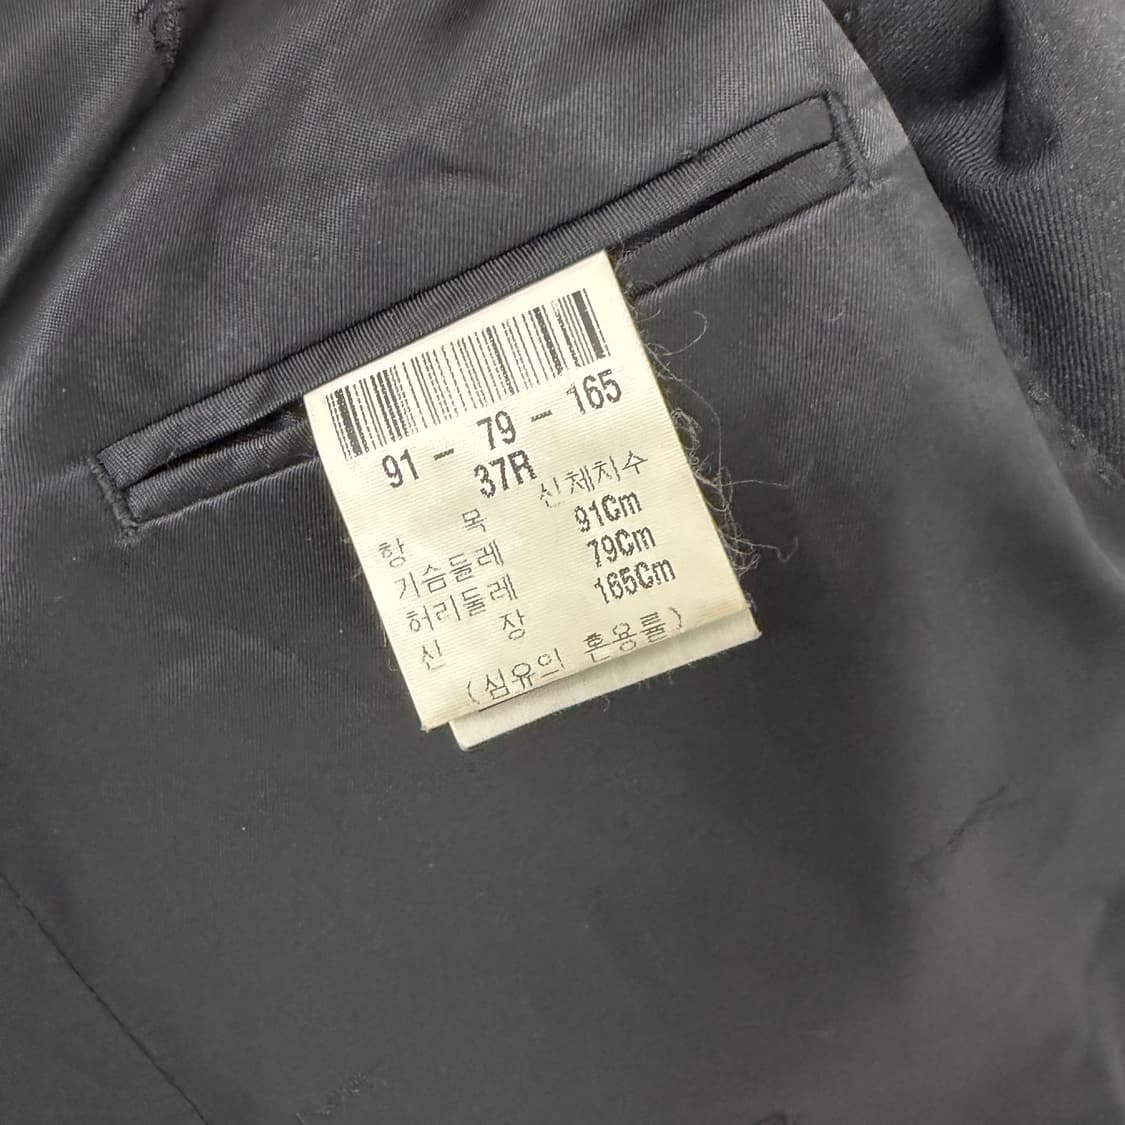 91 - 79 - 165
37R
항 목 신체치수
가슴둘레 91Cm
허리둘레 79Cm
신 장 165Cm
(섬유의 혼용률)